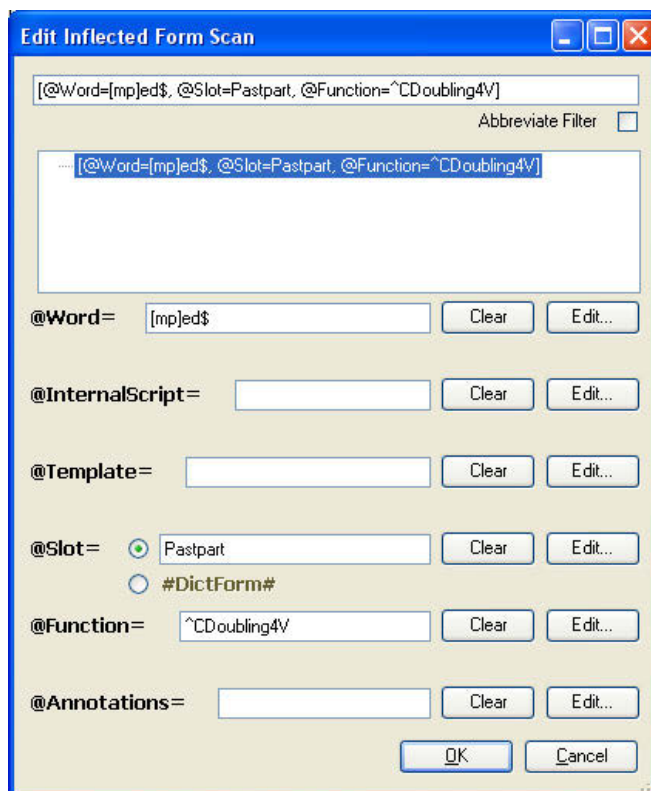 Edit Inflected Form Scan
[@Word=[mp]ed$, @Slot=Pastpart, @Function=^CDoubling4V]
Abbreviate Filter
[@Word=[mp]ed$, @Slot=Pastpart, @Function=^CDoubling4V]
@Word= [mp]ed$ Clear Edit...
@InternalScript= Clear Edit...
@Template= Clear Edit...
@Slot= Pastpart Clear Edit...
#DictForm#
@Function= ^CDoubling4V Clear Edit...
@Annotations= Clear Edit...
OK Cancel